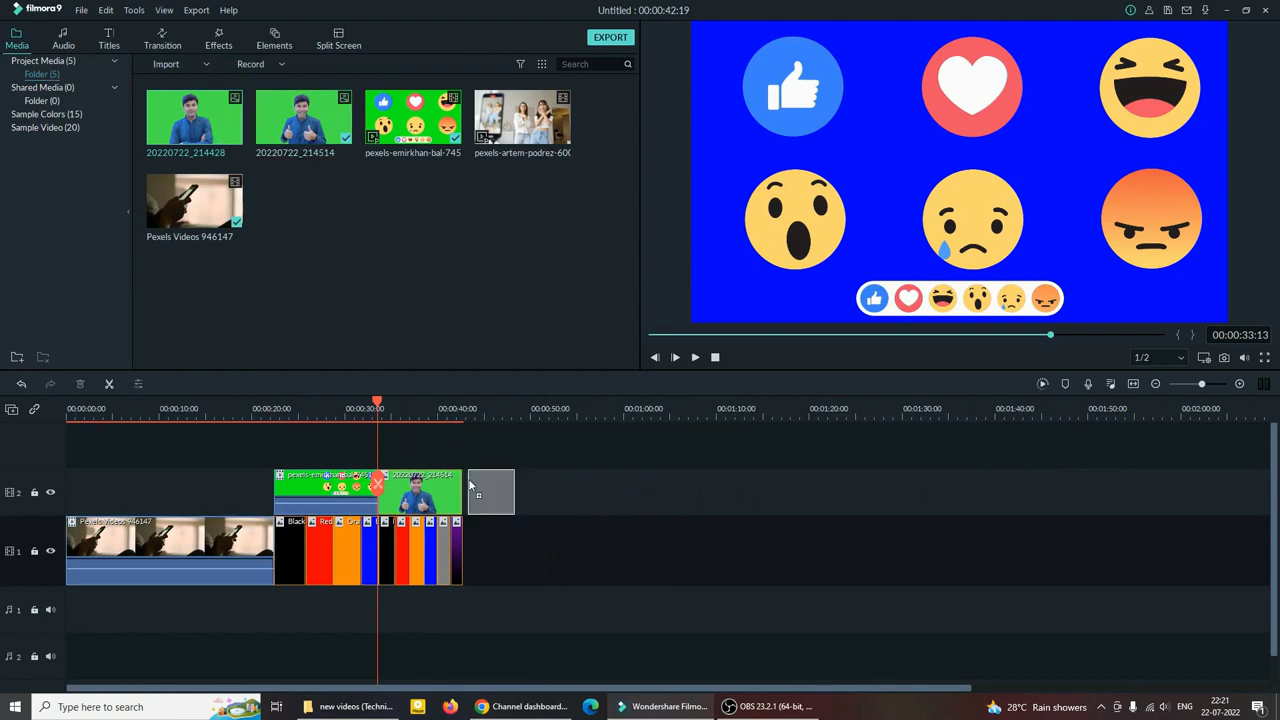 filmora 9
File Edit Tools View Export Help
Untitled : 00:00:42:19
Media Audio Titles Transition Effects Elements Split Screen
EXPORT
Project Media (5)
Folder (5)
Shared Media (0)
Folder (0)
Sample Colors (15)
Sample Video (20)
Import Record Search
20220722_214428 20220722_214514 pexels-emirkhan-bal-745 pexels-artem-podrez-600
Pexels Videos 946147
00:00:33:13
1/2
00:00:00:00 00:00:10:00 00:00:20:00 00:00:30:00 00:00:40:00 00:00:50:00 00:01:00:00 00:01:10:00 00:01:20:00 00:01:30:00 00:01:40:00 00:01:50:00 00:02:00:00
2 20220722_214514
1 Pexels Videos 946147 Black Red Ora
1
2
Type here to search
new videos (Techni...
Channel dashboard...
Wondershare Filmo...
OBS 23.2.1 (64-bit, ...
28°C Rain showers
ENG
22:21
22-07-2022